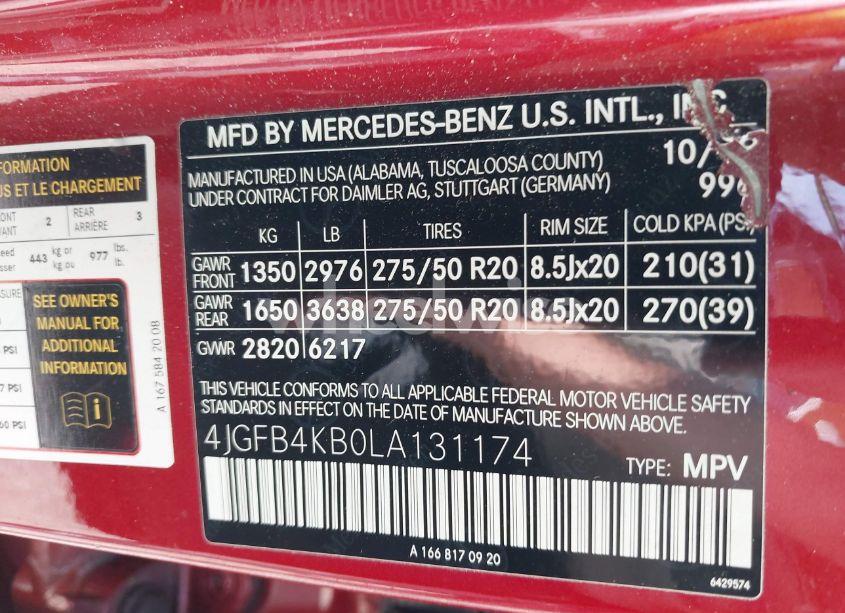 FORMATION
US ET LE CHARGEMENT
2
REAR
ARRIÈRE
3
443
kg or
kg ou
977
lbs.
lb.
SEE OWNER'S
MANUAL FOR
ADDITIONAL
INFORMATION
PSI
PSI
60 PSI
A 167 584 20 08
MFD BY MERCEDES-BENZ U.S. INTL., INC
MANUFACTURED IN USA (ALABAMA, TUSCALOOSA COUNTY)
UNDER CONTRACT FOR DAIMLER AG, STUTTGART (GERMANY)
10/
99
KG LB TIRES RIM SIZE COLD KPA (PSI)
GAWR
FRONT 1350 2976 275/50 R20 8.5Jx20 210(31)
GAWR
REAR 1650 3638 275/50 R20 8.5Jx20 270(39)
GVWR 2820 6217
THIS VEHICLE CONFORMS TO ALL APPLICABLE FEDERAL MOTOR VEHICLE SAFETY
STANDARDS IN EFFECT ON THE DATE OF MANUFACTURE SHOWN ABOVE.
4JGFB4KB0LA131174
TYPE: MPV
A 166 817 09 20
6429574